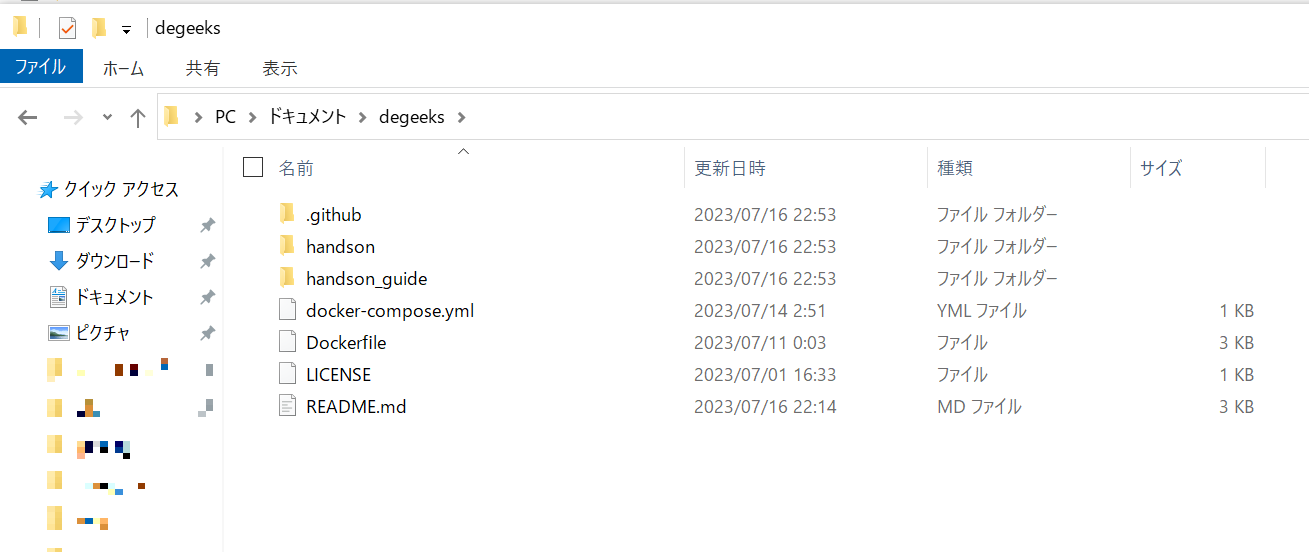 degeeks
ファイル ホーム 共有 表示
PC ドキュメント degeeks
名前 更新日時 種類 サイズ
クイック アクセス
デスクトップ
ダウンロード
ドキュメント
ピクチャ
.github 2023/07/16 22:53 ファイル フォルダー
handson 2023/07/16 22:53 ファイル フォルダー
handson_guide 2023/07/16 22:53 ファイル フォルダー
docker-compose.yml 2023/07/14 2:51 YML ファイル 1 KB
Dockerfile 2023/07/11 0:03 ファイル 3 KB
LICENSE 2023/07/01 16:33 ファイル 1 KB
README.md 2023/07/16 22:14 MD ファイル 3 KB